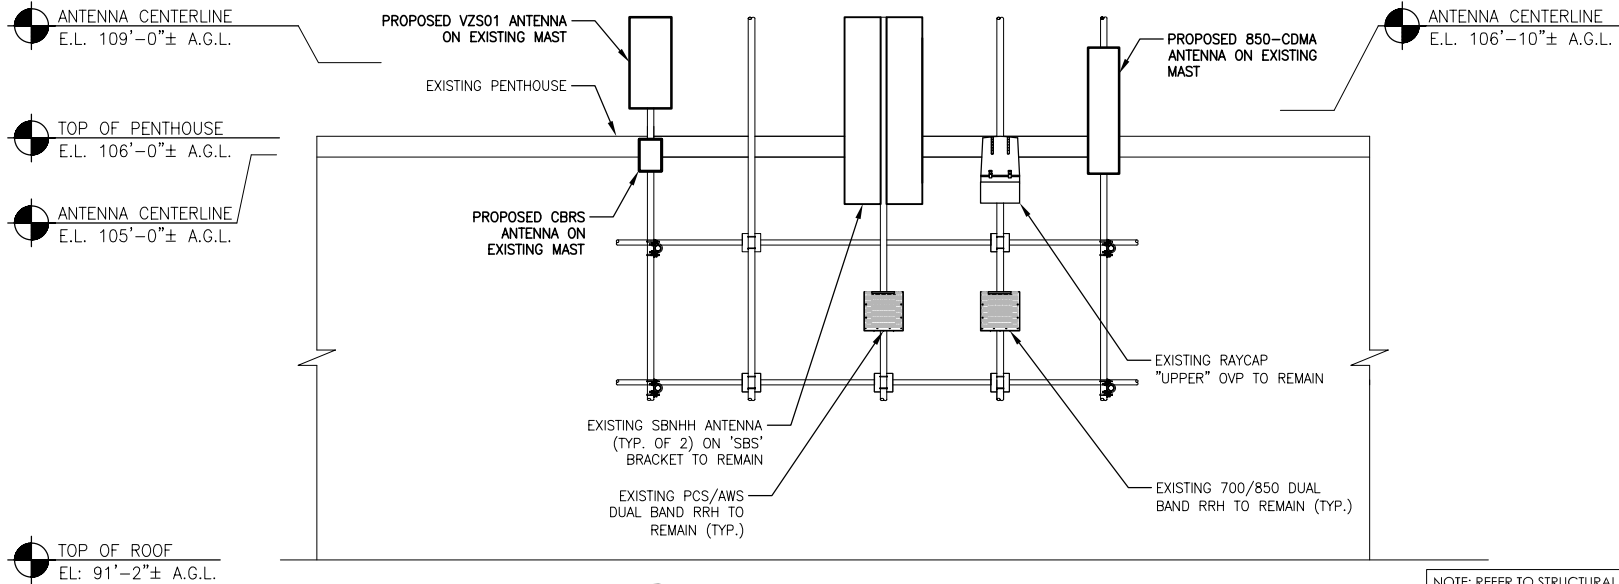 ANTENNA CENTERLINE
E.L. 109'-0"± A.G.L.
TOP OF PENTHOUSE
E.L. 106'-0"± A.G.L.
ANTENNA CENTERLINE
E.L. 105'-0"± A.G.L.
TOP OF ROOF
EL: 91'-2"± A.G.L.
PROPOSED VZS01 ANTENNA
ON EXISTING MAST
EXISTING PENTHOUSE
PROPOSED CBRS
ANTENNA ON
EXISTING MAST
EXISTING SBNHH ANTENNA
(TYP. OF 2) ON 'SBS'
BRACKET TO REMAIN
EXISTING PCS/AWS
DUAL BAND RRH TO
REMAIN (TYP.)
PROPOSED 850-CDMA
ANTENNA ON EXISTING
MAST
EXISTING RAYCAP
"UPPER" OVP TO REMAIN
EXISTING 700/850 DUAL
BAND RRH TO REMAIN (TYP.)
ANTENNA CENTERLINE
E.L. 106'-10"± A.G.L.
NOTE: REFER TO STRUCTURAL